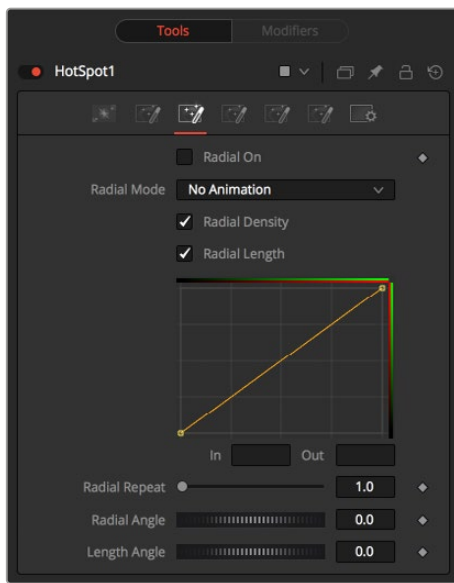 Tools Modifiers
HotSpot1
Radial On
Radial Mode No Animation
Radial Density
Radial Length
In Out
Radial Repeat 1.0
Radial Angle 0.0
Length Angle 0.0